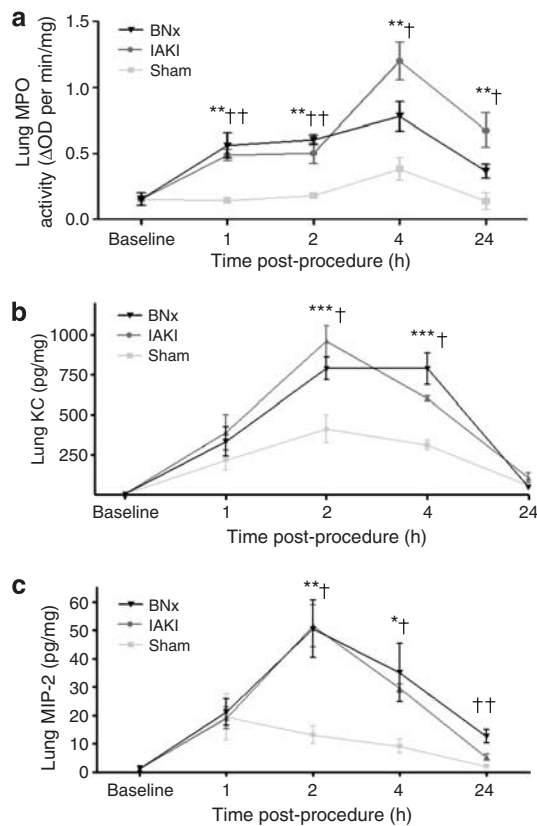 a
Lung MPO
activity (ΔOD per min/mg)
1.5
1.0
0.5
0.0
BNx
IAKI
Sham
**††
**††
**†
**†
Baseline 1 2 4 24
Time post-procedure (h)
b
Lung KC (pg/mg)
1000
750
500
250
BNx
IAKI
Sham
***†
***†
Baseline 1 2 4 24
Time post-procedure (h)
c
Lung MIP-2 (pg/mg)
60
50
40
30
20
10
0
BNx
IAKI
Sham
**†
*†
††
Baseline 1 2 4 24
Time post-procedure (h)